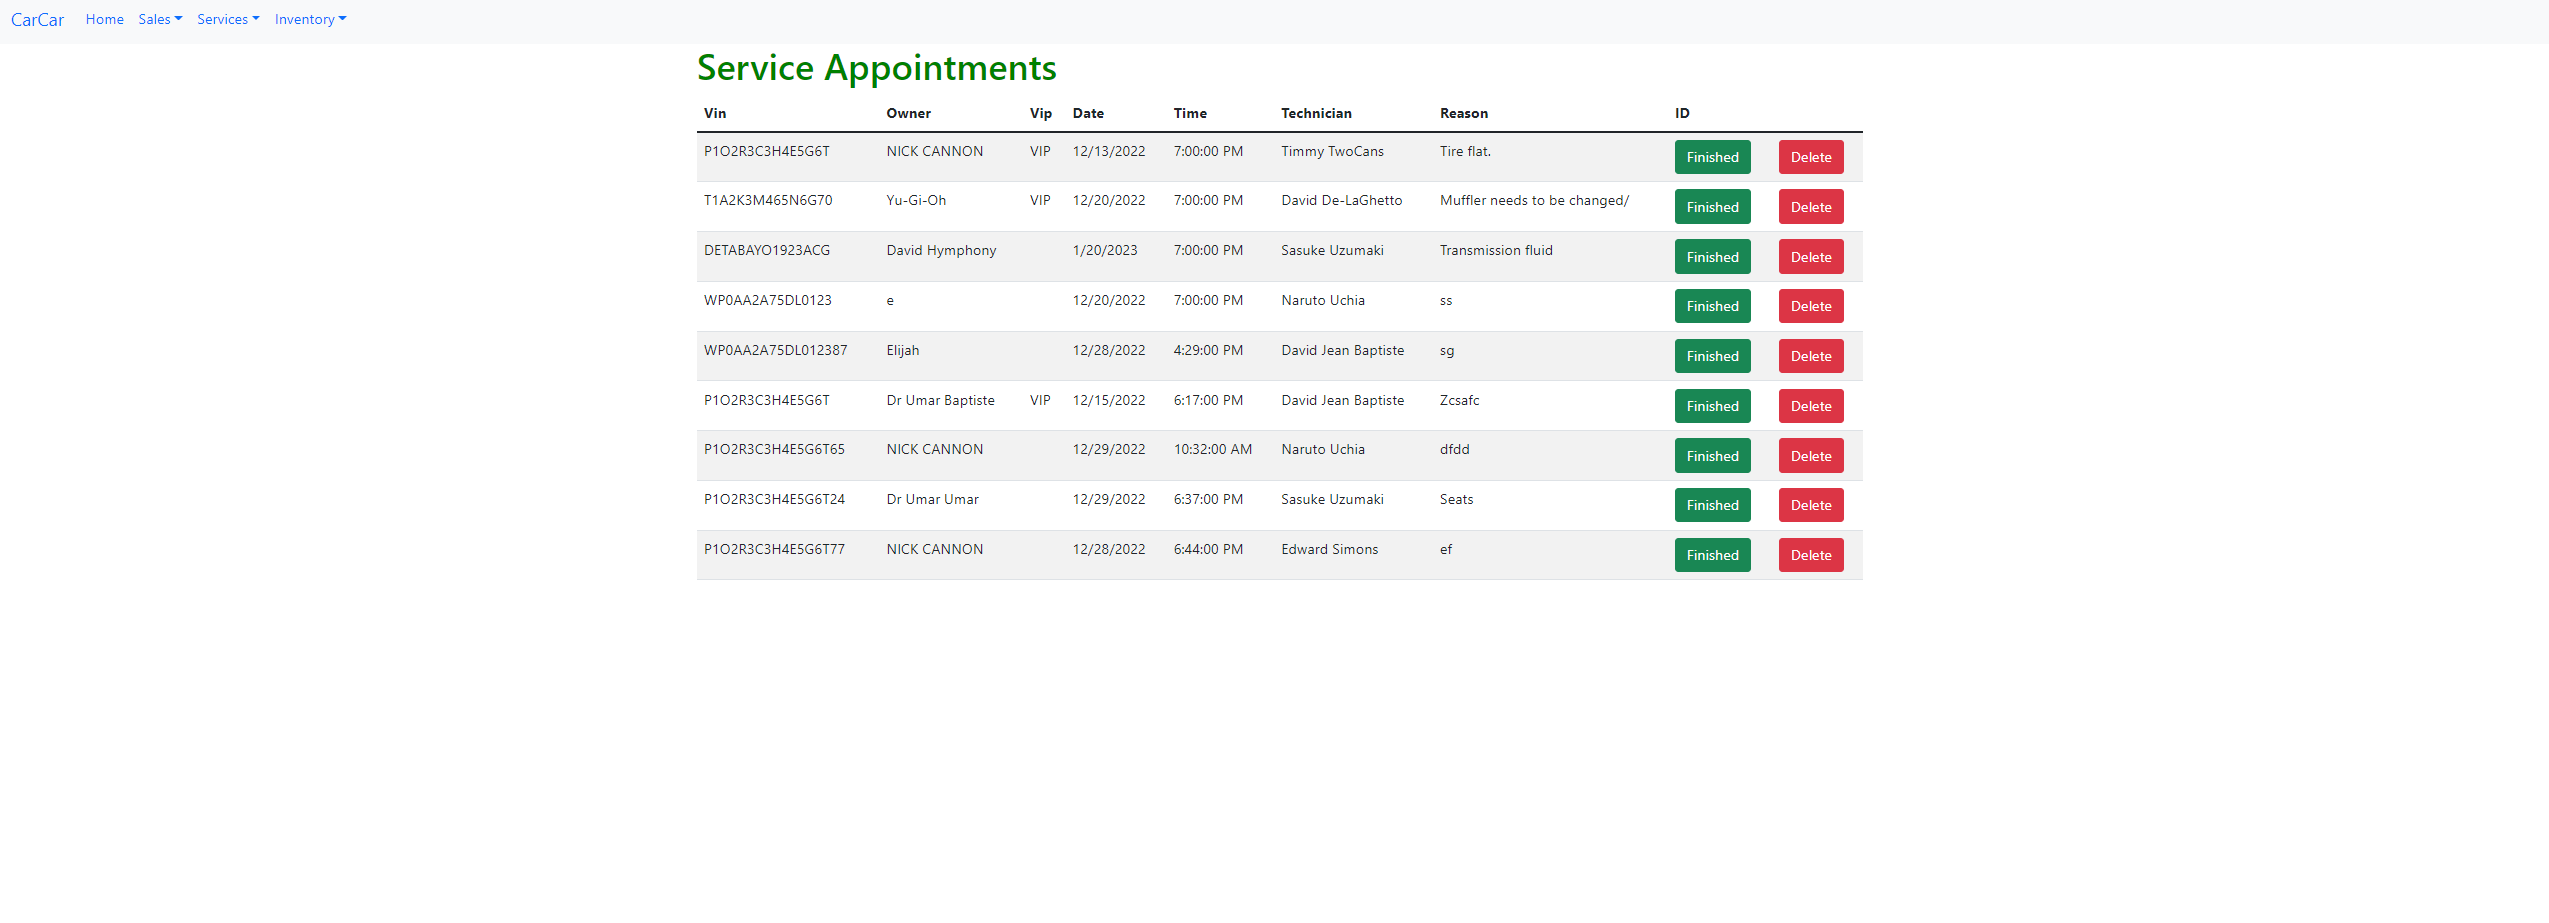 CarCar Home Sales Services Inventory
Service Appointments
Vin Owner Vip Date Time Technician Reason ID
P1O2R3C3H4E5G6T NICK CANNON VIP 12/13/2022 7:00:00 PM Timmy TwoCans Tire flat. Finished Delete
T1A2K3M465N6G70 Yu-Gi-Oh VIP 12/20/2022 7:00:00 PM David De-LaGhetto Muffler needs to be changed/ Finished Delete
DETABAYO1923ACG David Hymphony 1/20/2023 7:00:00 PM Sasuke Uzumaki Transmission fluid Finished Delete
WP0AA2A75DL0123 e 12/20/2022 7:00:00 PM Naruto Uchia ss Finished Delete
WP0AA2A75DL012387 Elijah 12/28/2022 4:29:00 PM David Jean Baptiste sg Finished Delete
P1O2R3C3H4E5G6T Dr Umar Baptiste VIP 12/15/2022 6:17:00 PM David Jean Baptiste Zcsafc Finished Delete
P1O2R3C3H4E5G6T65 NICK CANNON 12/29/2022 10:32:00 AM Naruto Uchia dfdd Finished Delete
P1O2R3C3H4E5G6T24 Dr Umar Umar 12/29/2022 6:37:00 PM Sasuke Uzumaki Seats Finished Delete
P1O2R3C3H4E5G6T77 NICK CANNON 12/28/2022 6:44:00 PM Edward Simons ef Finished Delete